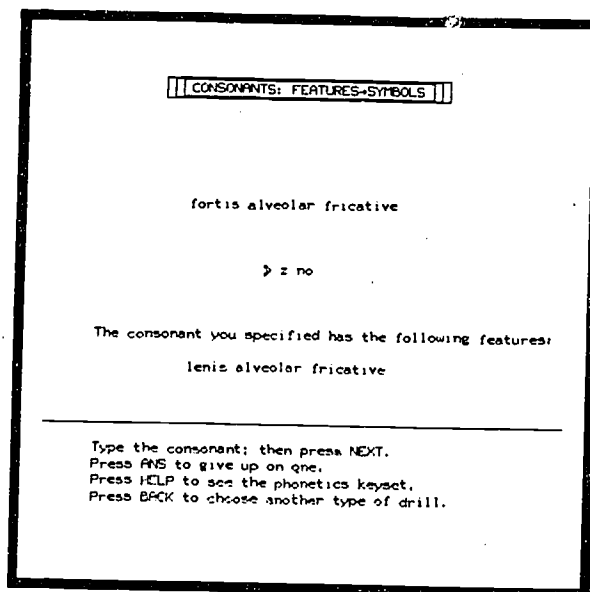 CONSONANTS: FEATURES→SYMBOLS
fortis alveolar fricative
> z no
The consonant you specified has the following features:
lenis alveolar fricative
Type the consonant; then press NEXT.
Press ANS to give up on one.
Press HELP to see the phonetics keyset.
Press BACK to choose another type of drill.